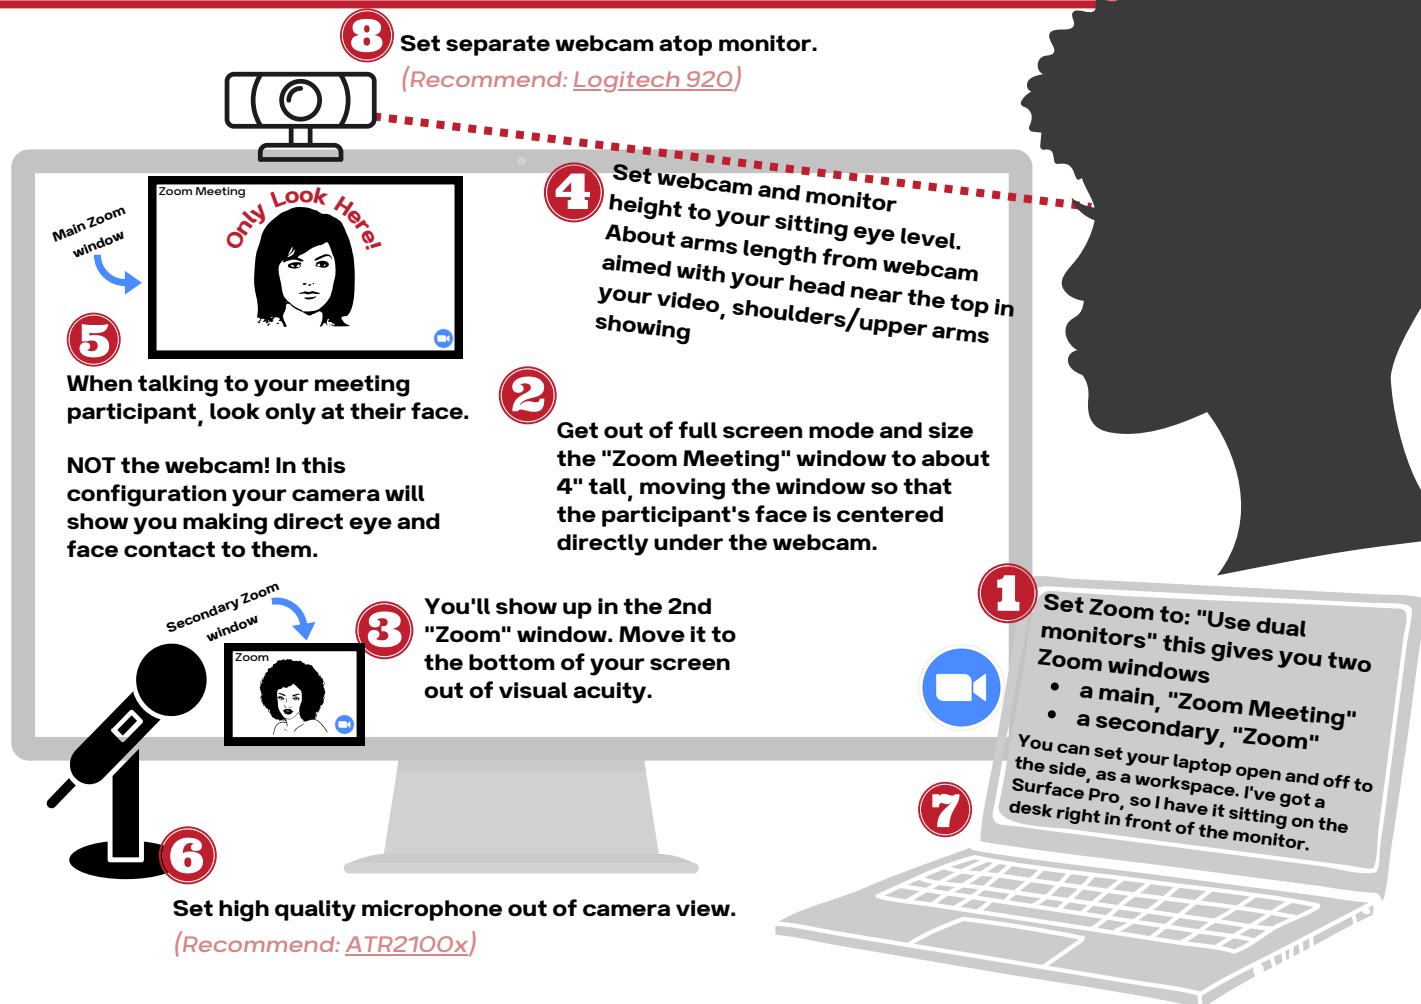 8
Set separate webcam atop monitor.
(Recommend: Logitech 920)
Main Zoom
window
Zoom Meeting
Only Look Here!
4
Set webcam and monitor
height to your sitting eye level.
About arms length from webcam
aimed with your head near the top in
your video, shoulders/upper arms
showing
5
When talking to your meeting
participant, look only at their face.
NOT the webcam! In this
configuration your camera will
show you making direct eye and
face contact to them.
2
Get out of full screen mode and size
the "Zoom Meeting" window to about
4" tall, moving the window so that
the participant's face is centered
directly under the webcam.
Secondary Zoom
window
Zoom
3
You'll show up in the 2nd
"Zoom" window. Move it to
the bottom of your screen
out of visual acuity.
1
Set Zoom to: "Use dual
monitors" this gives you two
Zoom windows
• a main, "Zoom Meeting"
• a secondary, "Zoom"
7
You can set your laptop open and off to
the side, as a workspace. I've got a
Surface Pro, so I have it sitting on the
desk right in front of the monitor.
6
Set high quality microphone out of camera view.
(Recommend: ATR2100x)